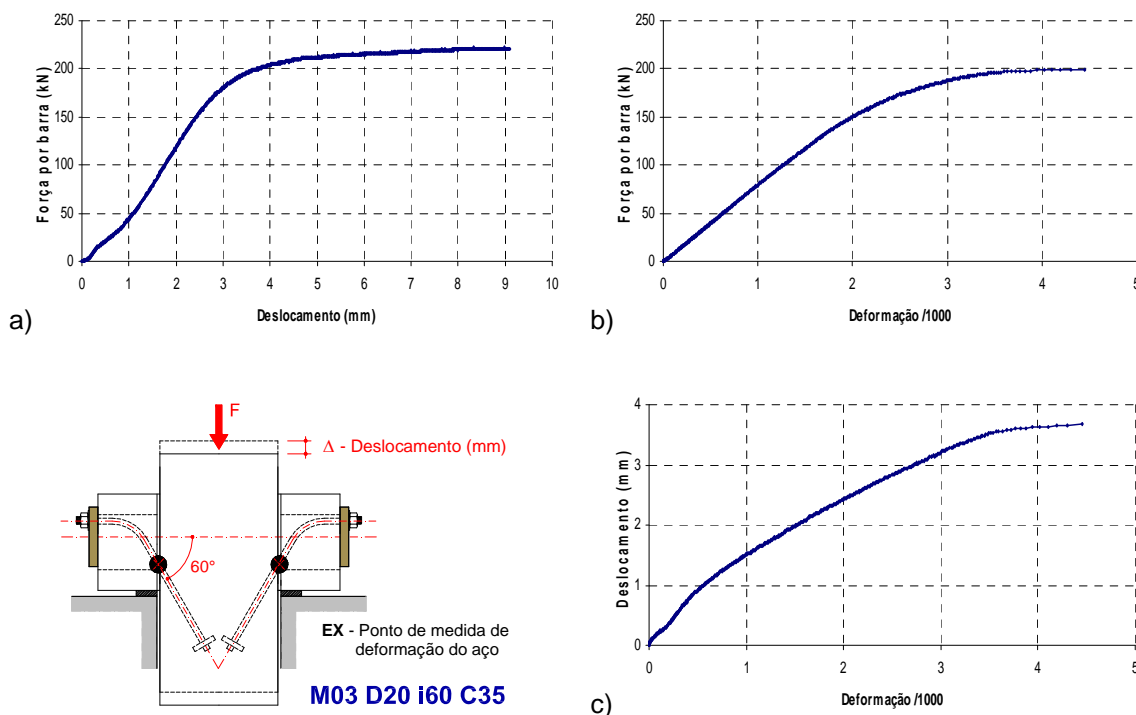 250
200
150
100
50
0
Força por barra (kN)
0 1 2 3 4 5 6 7 8 9 10
Deslocamento (mm)
a)
250
200
150
100
50
0
Força por barra (kN)
0 1 2 3 4 5
Deformação /1000
b)
F
Δ - Deslocamento (mm)
60°
EX - Ponto de medida de
deformação do aço
M03 D20 i60 C35
4
3
2
1
0
Deslocamento (mm)
0 1 2 3 4 5
Deformação /1000
c)